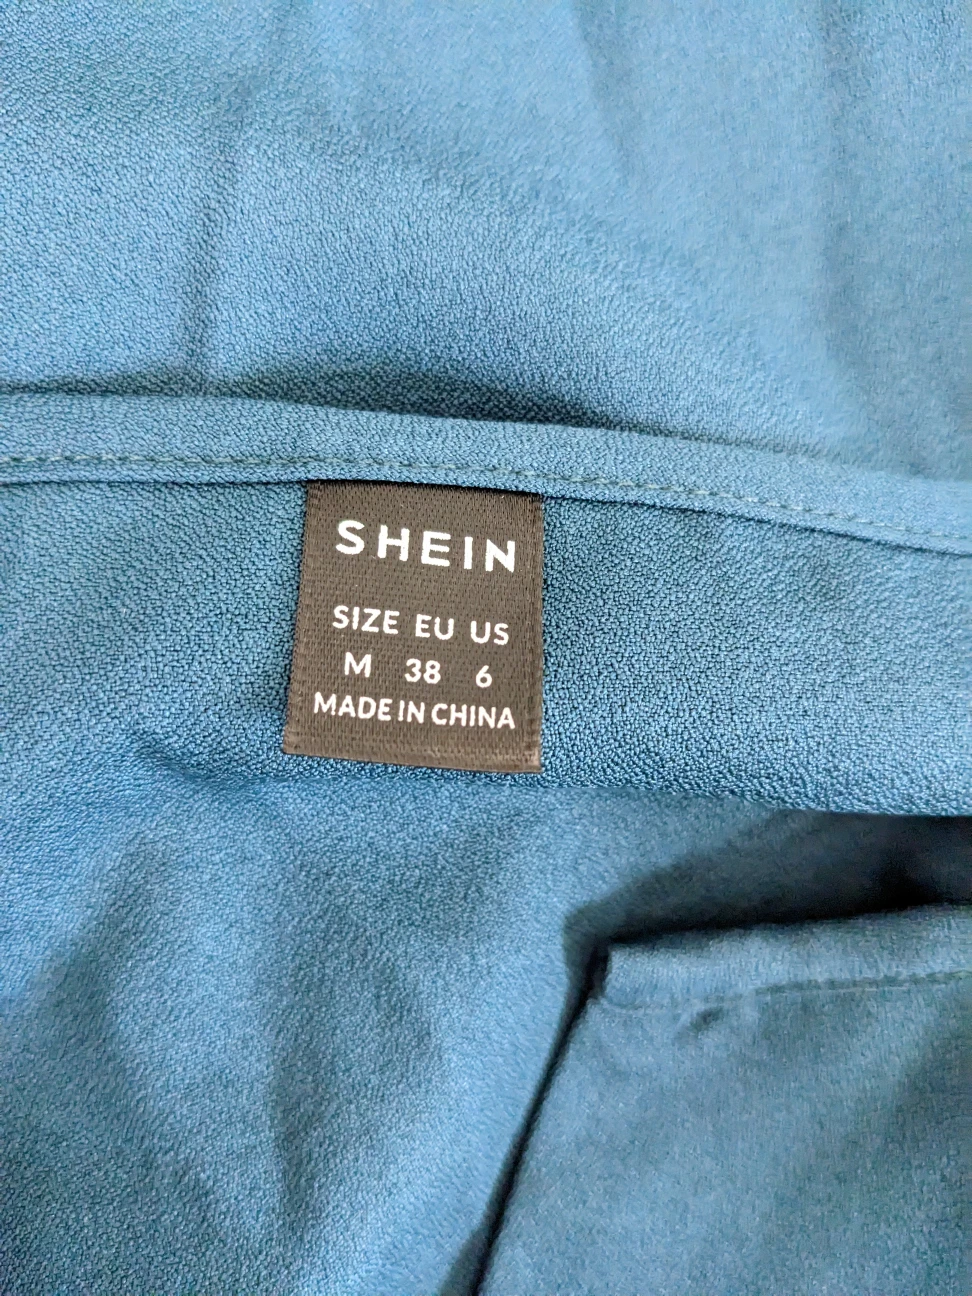 SHEIN
SIZE EU US
M 38 6
MADE IN CHINA